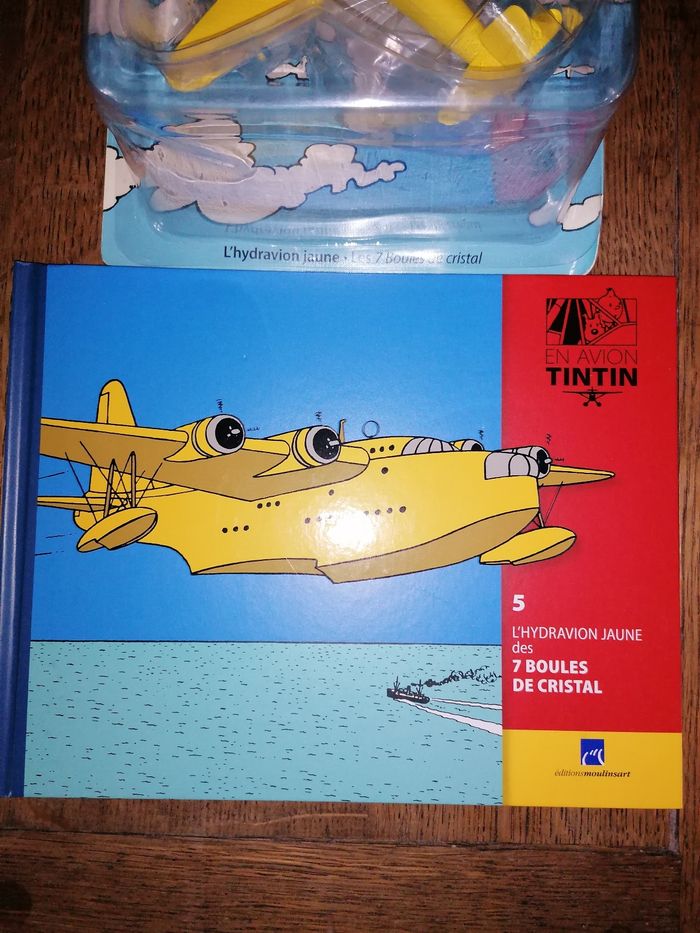 L'hydravion jaune • Les 7 Boules de cristal
EN AVION
TINTIN
5
L'HYDRAVION JAUNE
des
7 BOULES
DE CRISTAL
éditionsmoulinsart